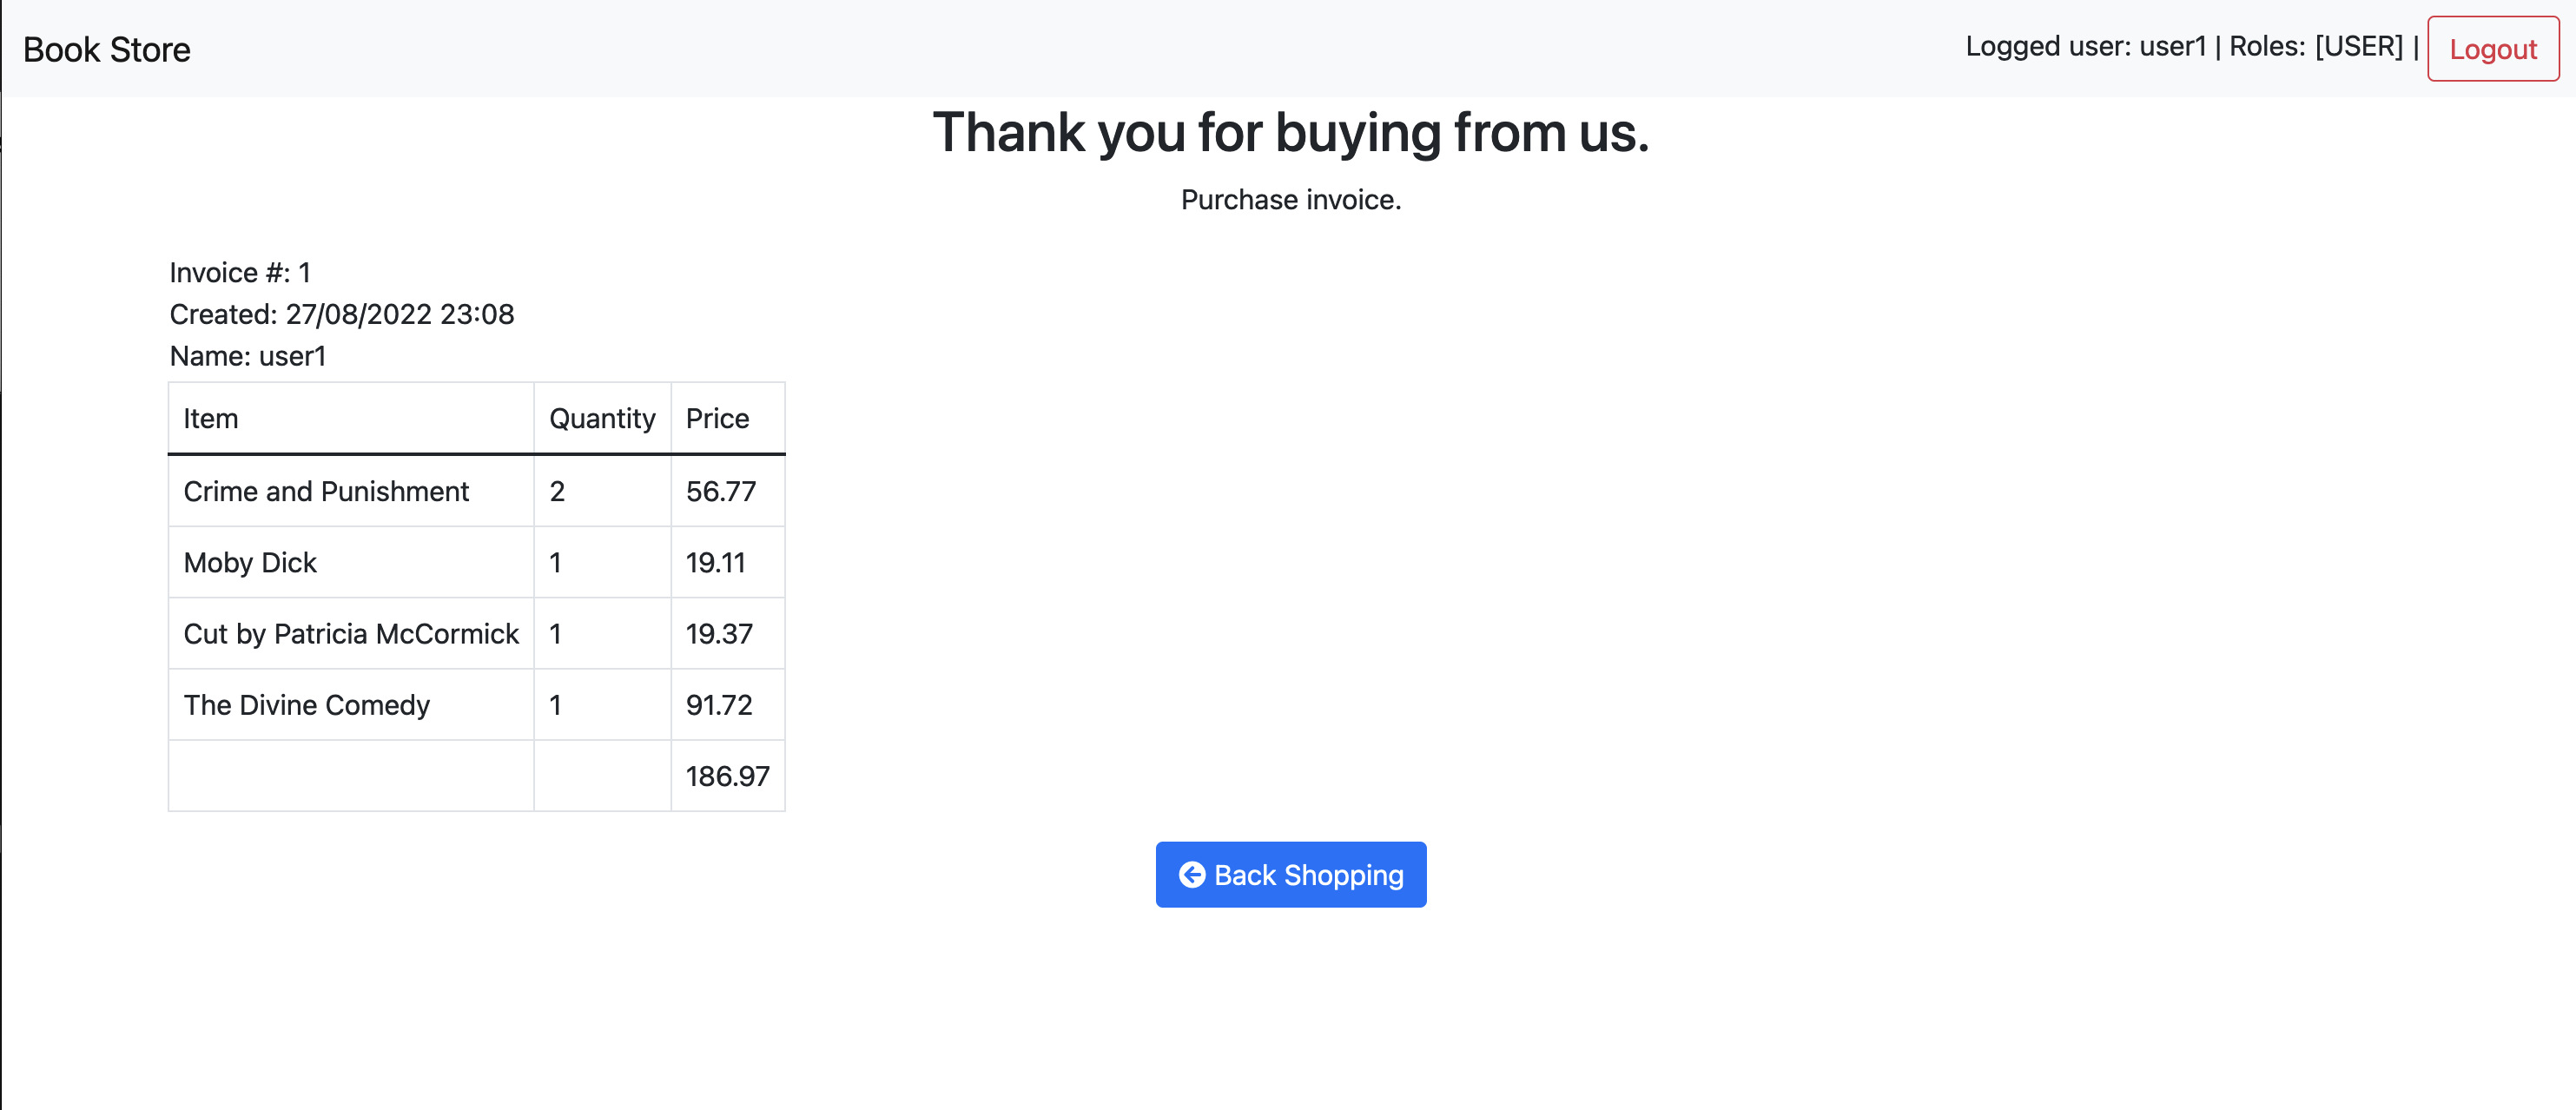 Book Store
Logged user: user1 | Roles: [USER] | Logout
Thank you for buying from us.
Purchase invoice.
Invoice #: 1
Created: 27/08/2022 23:08
Name: user1
Item Quantity Price
Crime and Punishment 2 56.77
Moby Dick 1 19.11
Cut by Patricia McCormick 1 19.37
The Divine Comedy 1 91.72
186.97
Back Shopping